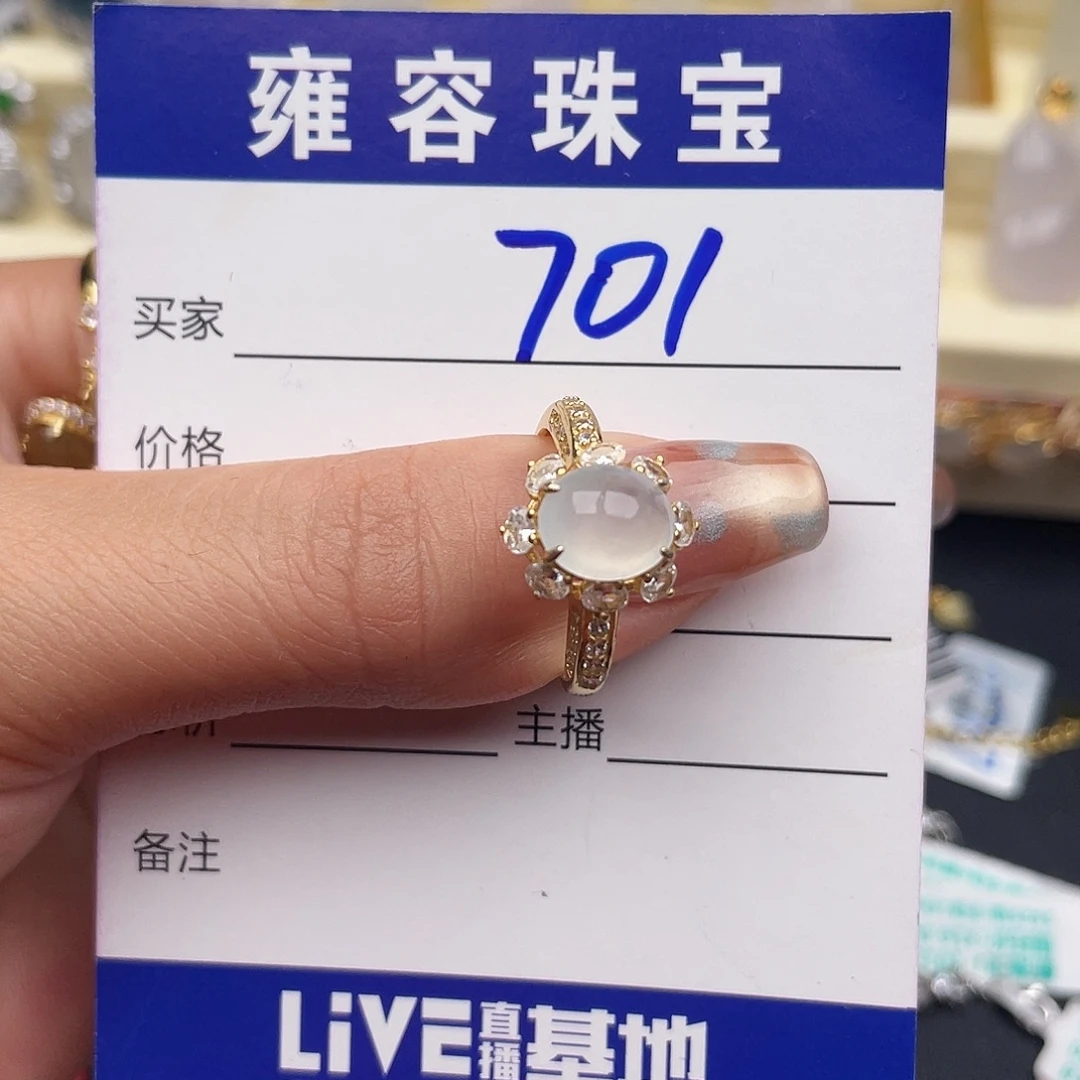 雍容珠宝
买家 701
价格
主播
备注
LiVE直播基地